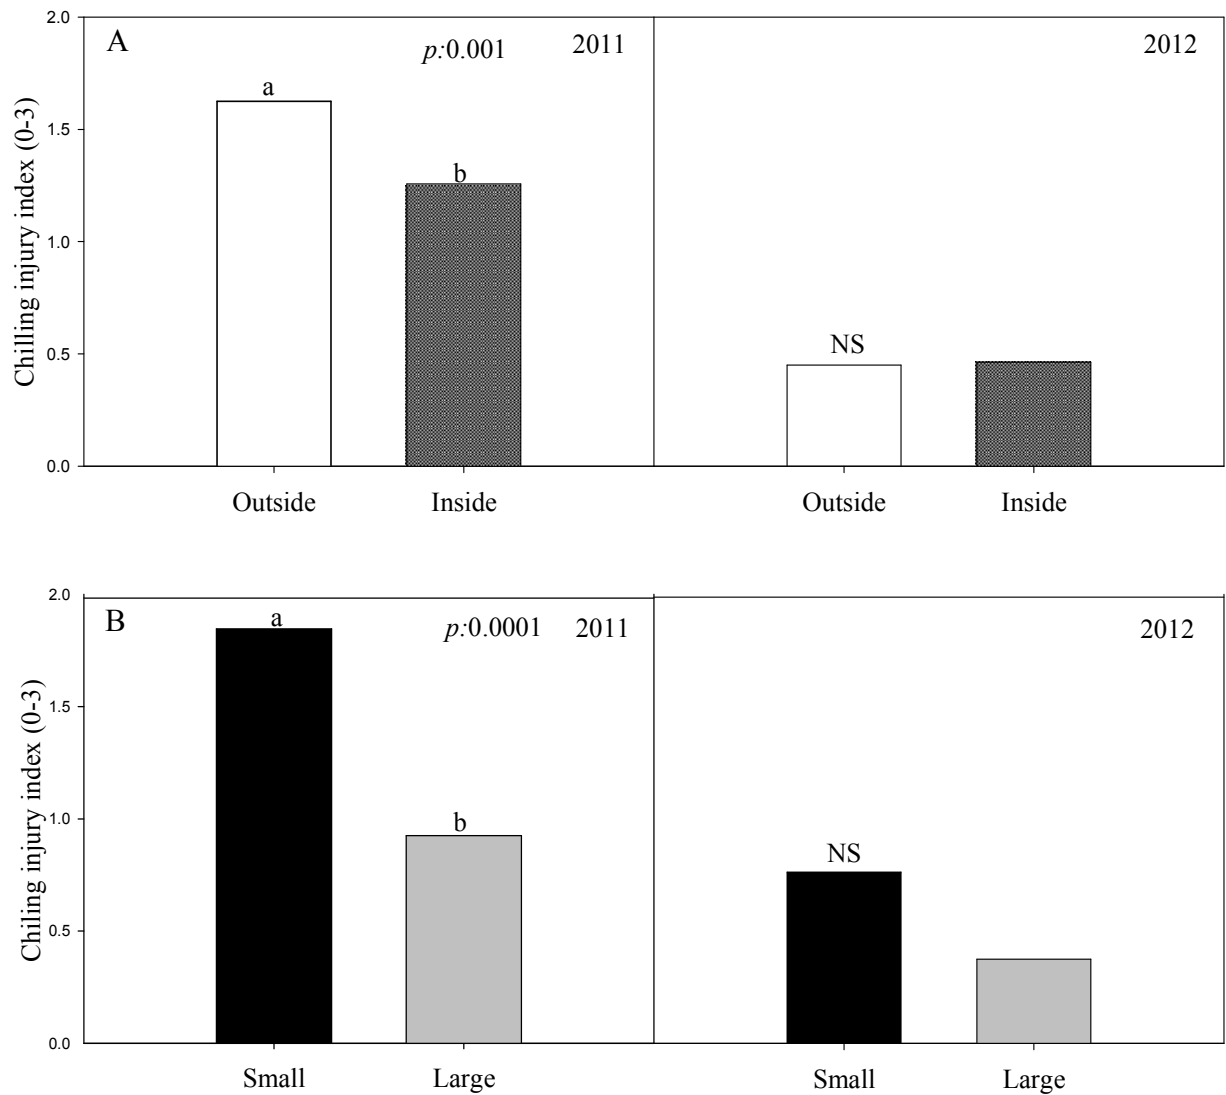 A
p:0.001
2011
2012
Chilling injury index (0-3)
2.0
1.5
1.0
0.5
0.0
a
b
NS
Outside
Inside
Outside
Inside
B
p:0.0001
2011
2012
Chiling injury index (0-3)
2.0
1.5
1.0
0.5
0.0
a
b
NS
Small
Large
Small
Large